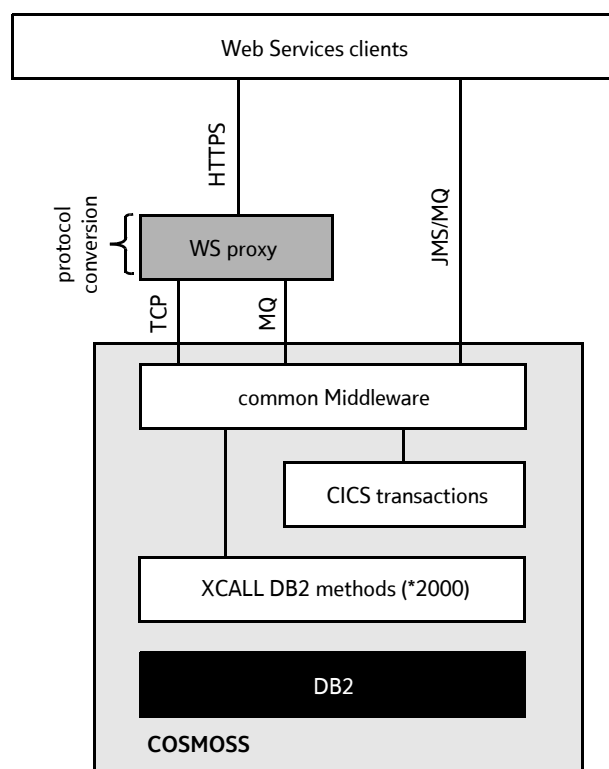 Web Services clients
HTTPS
JMS/MQ
protocol
conversion
WS proxy
TCP
MQ
common Middleware
CICS transactions
XCALL DB2 methods (*2000)
DB2
COSMOSS